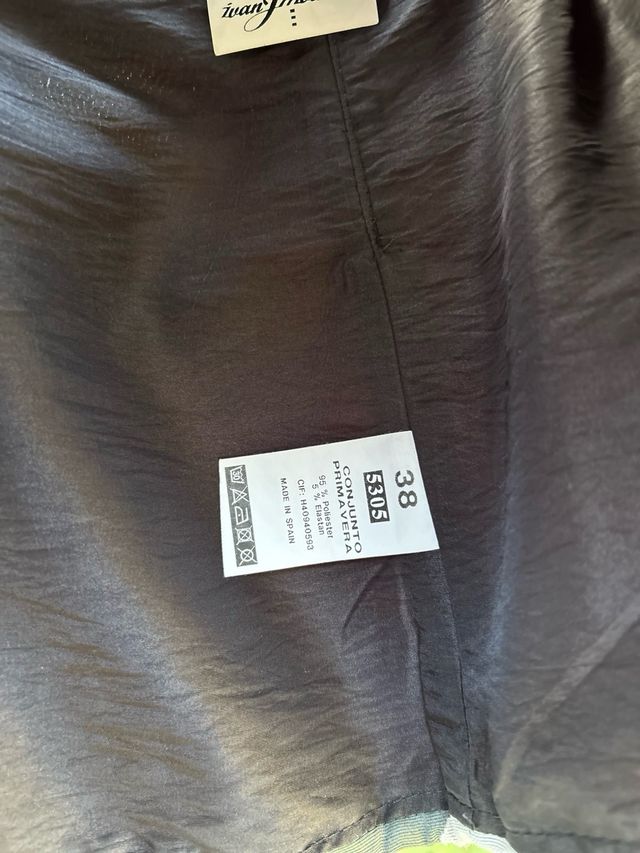 38
5305
CONJUNTO
PRIMAVERA
95 % Poliester
5 % Elastan
CIF: H40940593
MADE IN SPAIN